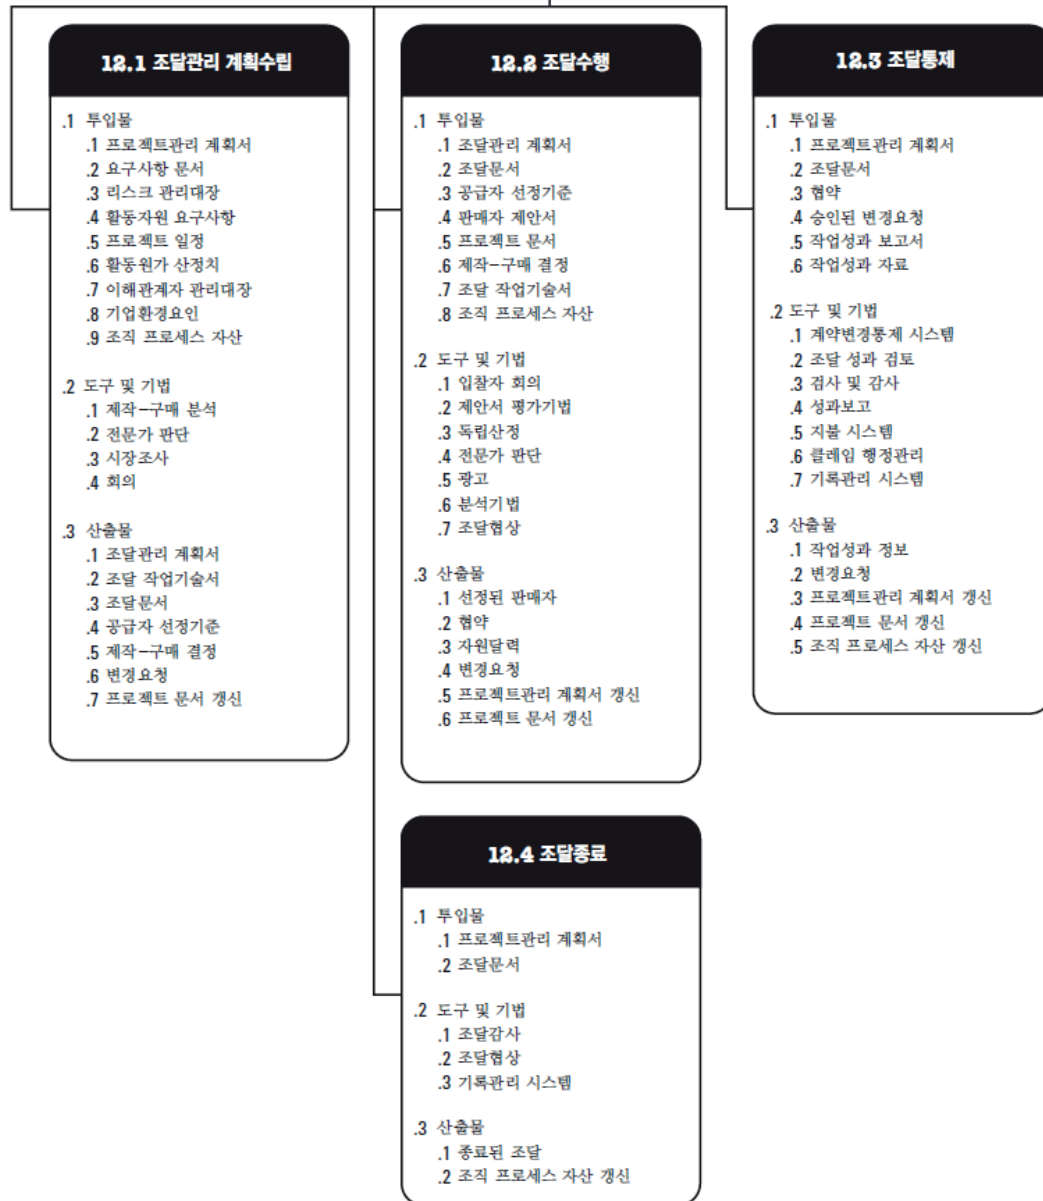 12.1 조달관리 계획수립
.1 투입물
.1 프로젝트관리 계획서
.2 요구사항 문서
.3 리스크 관리대장
.4 활동자원 요구사항
.5 프로젝트 일정
.6 활동원가 산정치
.7 이해관계자 관리대장
.8 기업환경요인
.9 조직 프로세스 자산
.2 도구 및 기법
.1 제작-구매 분석
.2 전문가 판단
.3 시장조사
.4 회의
.3 산출물
.1 조달관리 계획서
.2 조달 작업기술서
.3 조달문서
.4 공급자 선정기준
.5 제작-구매 결정
.6 변경요청
.7 프로젝트 문서 갱신
12.2 조달수행
.1 투입물
.1 조달관리 계획서
.2 조달문서
.3 공급자 선정기준
.4 판매자 제안서
.5 프로젝트 문서
.6 제작-구매 결정
.7 조달 작업기술서
.8 조직 프로세스 자산
.2 도구 및 기법
.1 입찰자 회의
.2 제안서 평가기법
.3 독립산정
.4 전문가 판단
.5 광고
.6 분석기법
.7 조달협상
.3 산출물
.1 선정된 판매자
.2 협약
.3 자원달력
.4 변경요청
.5 프로젝트관리 계획서 갱신
.6 프로젝트 문서 갱신
12.3 조달통제
.1 투입물
.1 프로젝트관리 계획서
.2 조달문서
.3 협약
.4 승인된 변경요청
.5 작업성과 보고서
.6 작업성과 자료
.2 도구 및 기법
.1 계약변경통제 시스템
.2 조달 성과 검토
.3 검사 및 감사
.4 성과보고
.5 지불 시스템
.6 클레임 행정관리
.7 기록관리 시스템
.3 산출물
.1 작업성과 정보
.2 변경요청
.3 프로젝트관리 계획서 갱신
.4 프로젝트 문서 갱신
.5 조직 프로세스 자산 갱신
12.4 조달종료
.1 투입물
.1 프로젝트관리 계획서
.2 조달문서
.2 도구 및 기법
.1 조달감사
.2 조달협상
.3 기록관리 시스템
.3 산출물
.1 종료된 조달
.2 조직 프로세스 자산 갱신